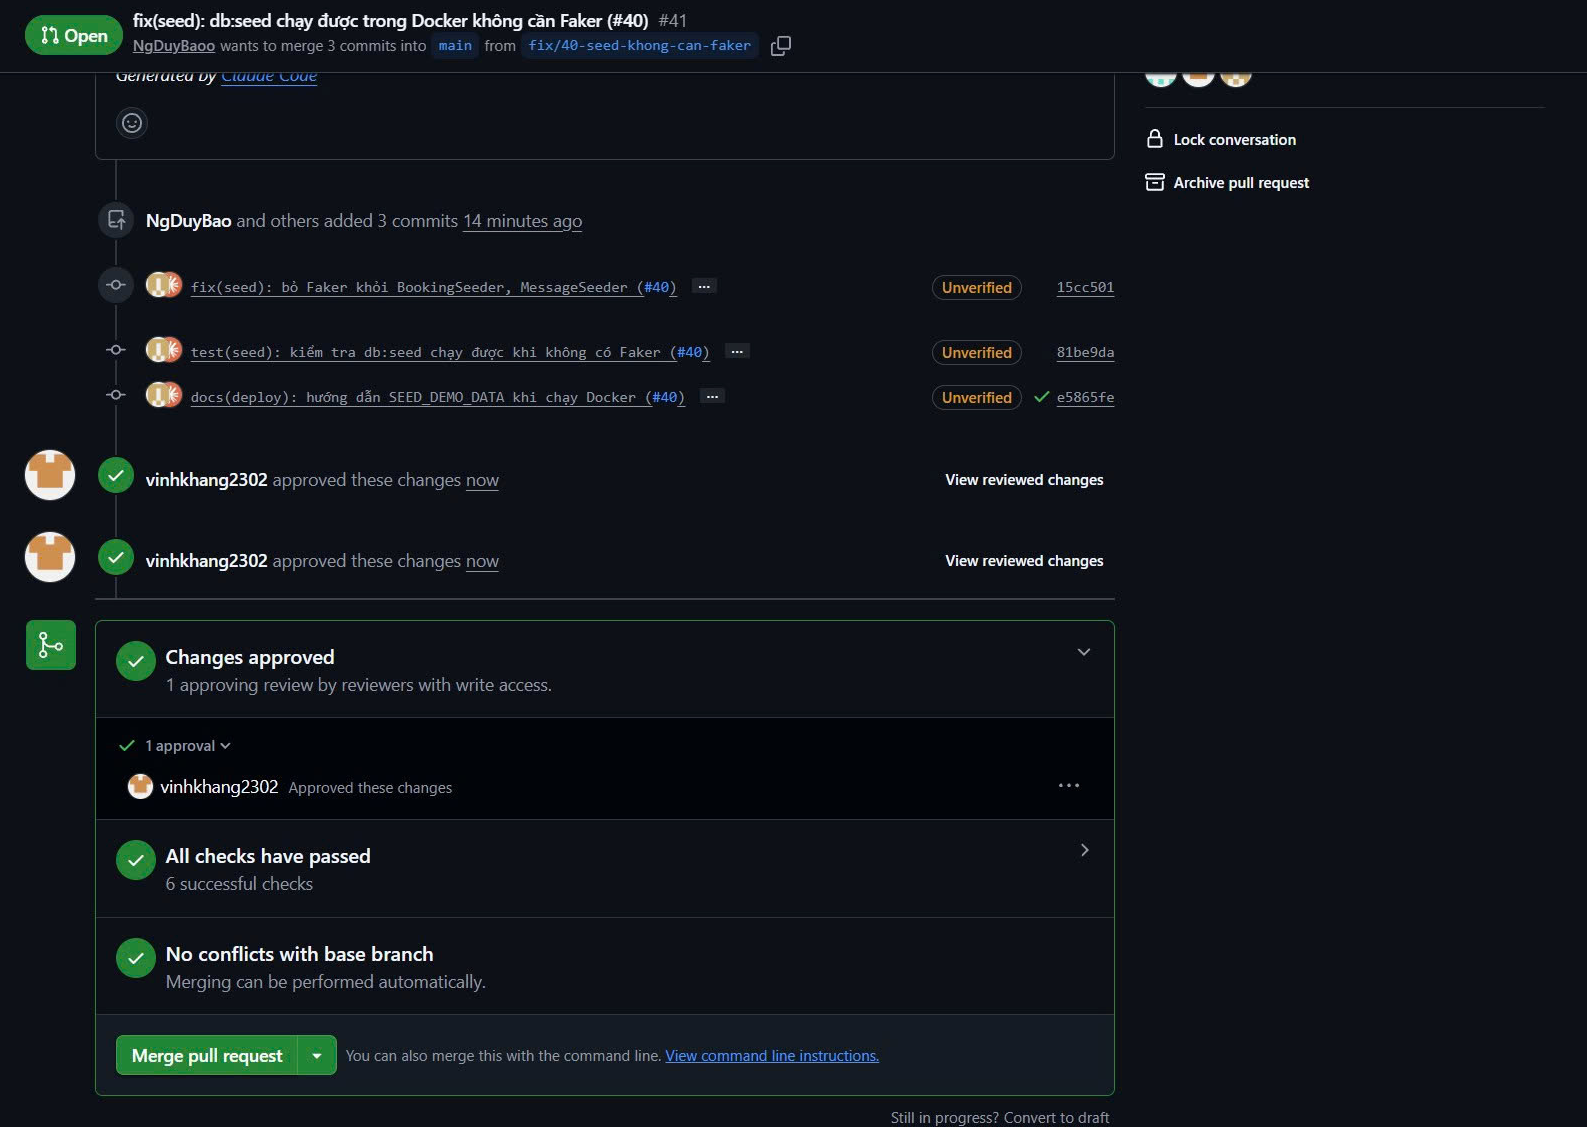 Open
fix(seed): db:seed chạy được trong Docker không cần Faker (#40) #41
NgDuyBaoo wants to merge 3 commits into main from fix/40-seed-khong-can-faker
Generated by Claude Code
Lock conversation
Archive pull request
NgDuyBao and others added 3 commits 14 minutes ago
fix(seed): bỏ Faker khỏi BookingSeeder, MessageSeeder (#40) ... Unverified 15cc501
test(seed): kiểm tra db:seed chạy được khi không có Faker (#40) ... Unverified 81be9da
docs(deploy): hướng dẫn SEED_DEMO_DATA khi chạy Docker (#40) ... Unverified e5865fe
vinhkhang2302 approved these changes now View reviewed changes
vinhkhang2302 approved these changes now View reviewed changes
Changes approved
1 approving review by reviewers with write access.
1 approval
vinhkhang2302 Approved these changes
All checks have passed
6 successful checks
No conflicts with base branch
Merging can be performed automatically.
Merge pull request You can also merge this with the command line. View command line instructions.
Still in progress? Convert to draft